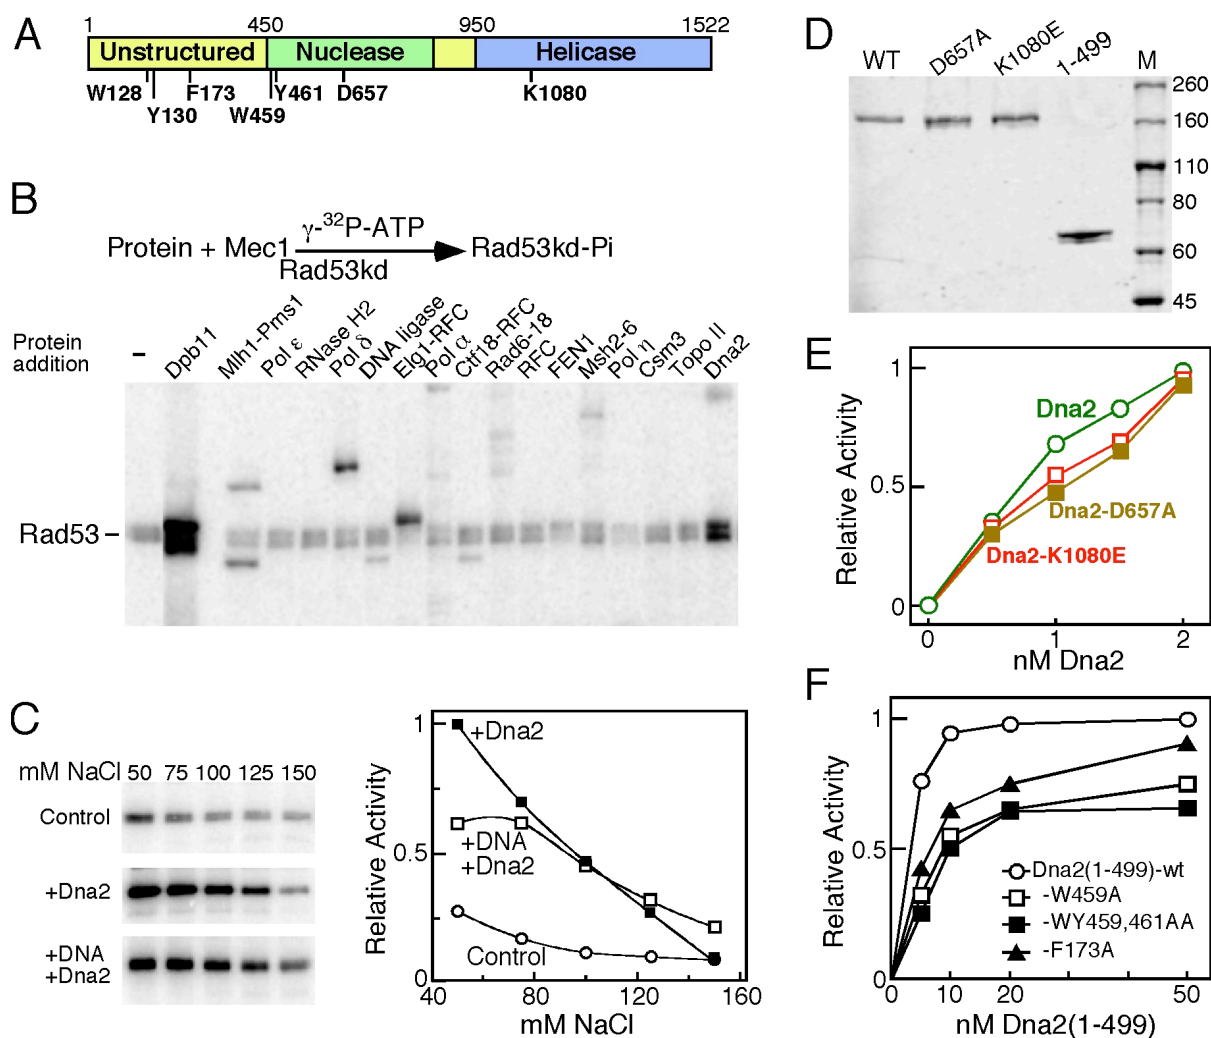 A
1 450 950 1522
Unstructured Nuclease Helicase
W128 F173 Y461 D657 K1080
Y130 W459
B
γ-³²P-ATP
Protein + Mec1 Rad53kd-Pi
Rad53kd
Protein addition
– Dpb11 Mlh1-Pms1 Pol ε RNase H2 Pol δ DNA ligase Elg1-RFC Pol α Ctf18-RFC Rad6-18 RFC FEN1 Msh2-6 Pol η Csm3 Topo II Dna2
Rad53
C
mM NaCl 50 75 100 125 150
Control
+Dna2
+DNA
+Dna2
Relative Activity
1
0.5
0
+Dna2
+DNA
+Dna2
Control
40 80 120 160
mM NaCl
D
WT D657A K1080E 1-499 M
260
160
110
80
60
45
E
Relative Activity
1
0.5
0
Dna2
Dna2-D657A
Dna2-K1080E
0 1 2
nM Dna2
F
Relative Activity
1
0.5
0
Dna2(1-499)-wt
-W459A
-WY459,461AA
-F173A
0 10 20 50
nM Dna2(1-499)